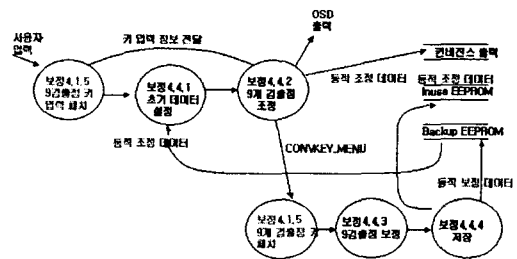 사용자
입력
키 입력 정보 전달
OSD
출력
컨버젼스 출력
보정4.1.5
9검출점 키
입력 체치
보정4.4.1
초기 데이터
설정
보정4.4.2
9개 검출점
조정
동적 조정 데이터
동적 조정 데이터
Inuse EEPROM
Backup EEPROM
동적 조정 데이터
CONVKEY_MENU
동적 보정 데이터
보정4.1.5
9개 검출점 키
체치
보정4.4.3
9검출점 보정
보정4.4.4
저장